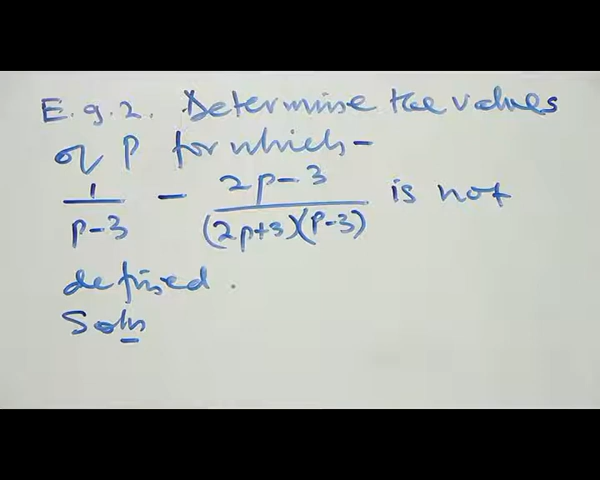 E.g.2. Determine the values
of P for which -
1/(p-3) - (2p-3)/((2p+3)(p-3)) is not
defined.
Soln